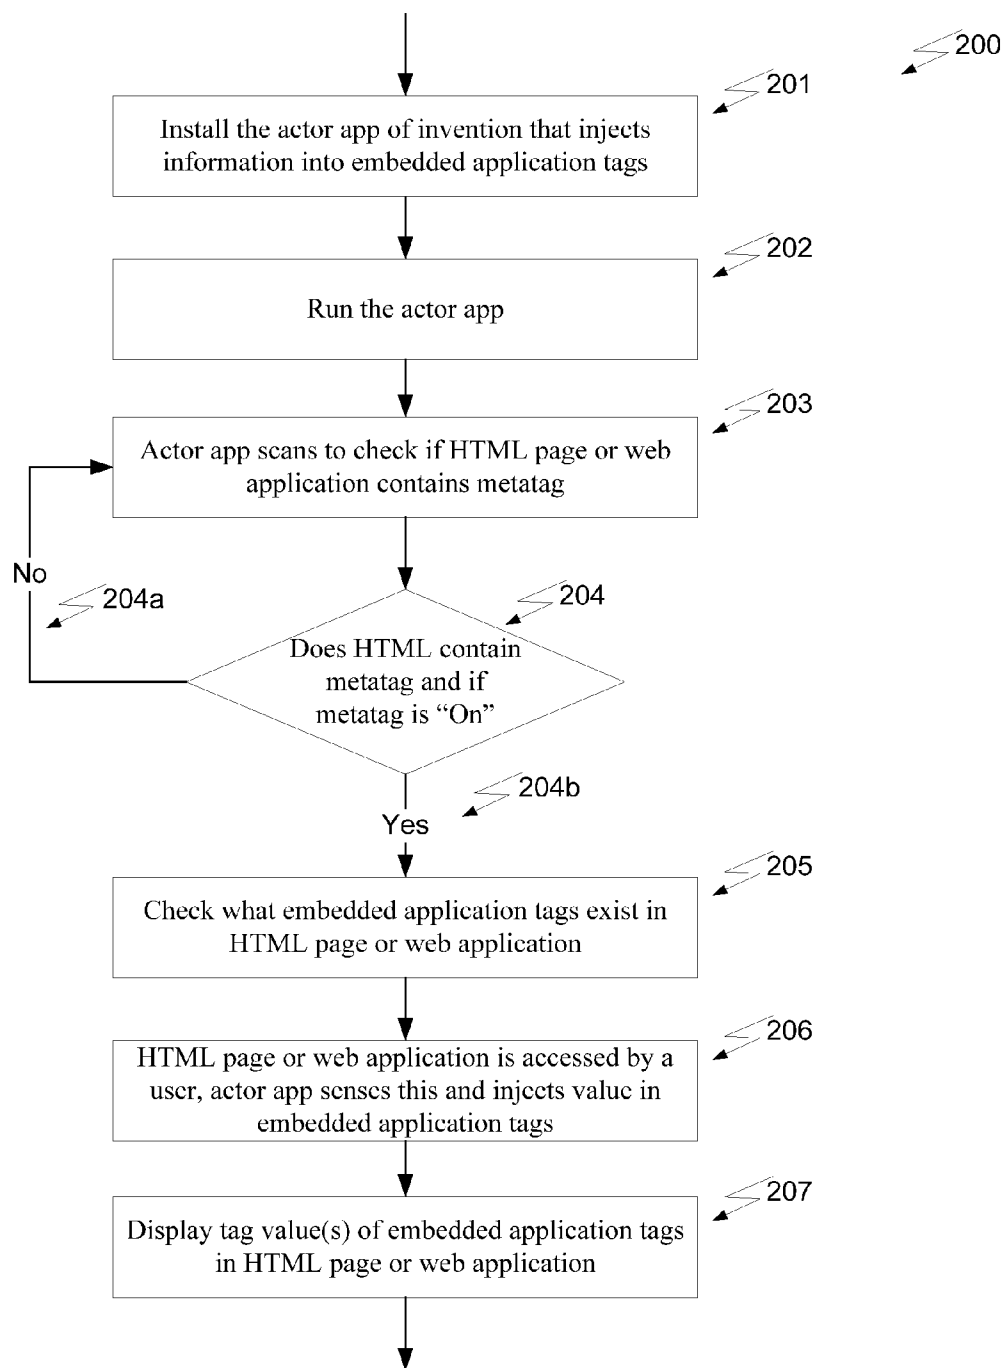 200
201
Install the actor app of invention that injects
information into embedded application tags
202
Run the actor app
203
Actor app scans to check if HTML page or web
application contains metatag
No
204a
204
Does HTML contain
metatag and if
metatag is “On”
204b
Yes
205
Check what embedded application tags exist in
HTML page or web application
206
HTML page or web application is accessed by a
user, actor app senses this and injects value in
embedded application tags
207
Display tag value(s) of embedded application tags
in HTML page or web application